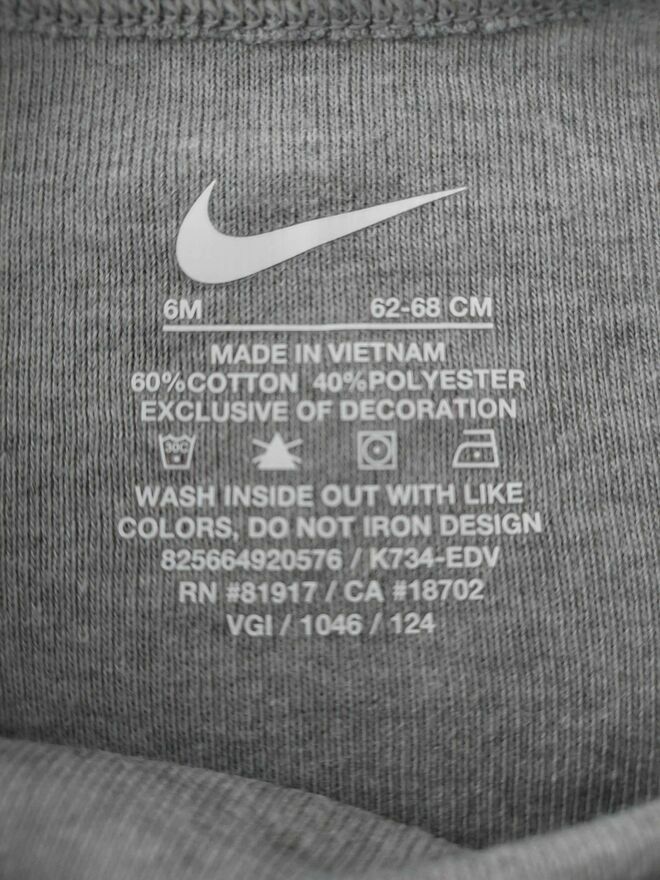 6M 62-68 CM
MADE IN VIETNAM
60%COTTON 40%POLYESTER
EXCLUSIVE OF DECORATION
30C
WASH INSIDE OUT WITH LIKE
COLORS, DO NOT IRON DESIGN
825664920576 / K734-EDV
RN #81917 / CA #18702
VGI / 1046 / 124